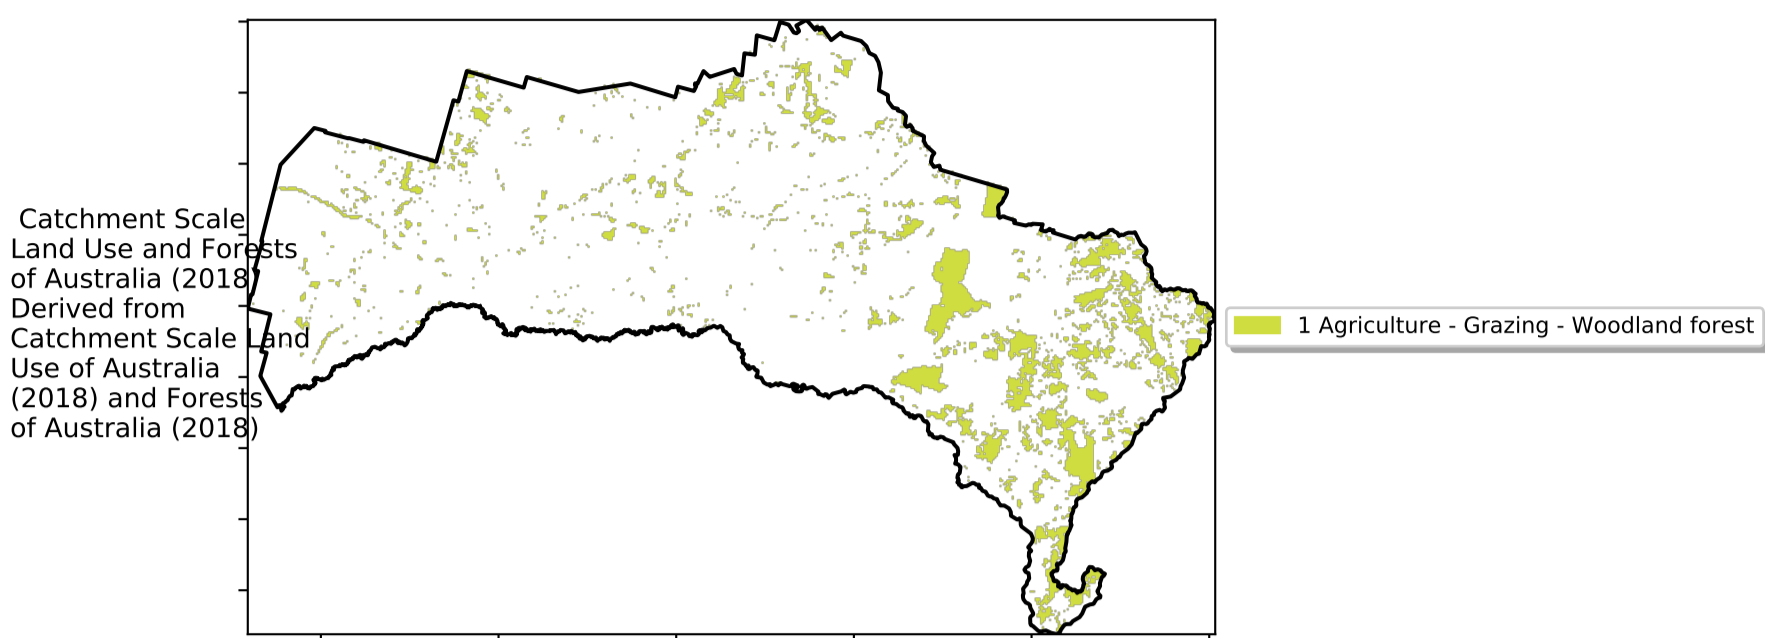 Catchment Scale
Land Use and Forests
of Australia (2018)
Derived from
Catchment Scale Land
Use of Australia
(2018) and Forests
of Australia (2018)
1 Agriculture - Grazing - Woodland forest